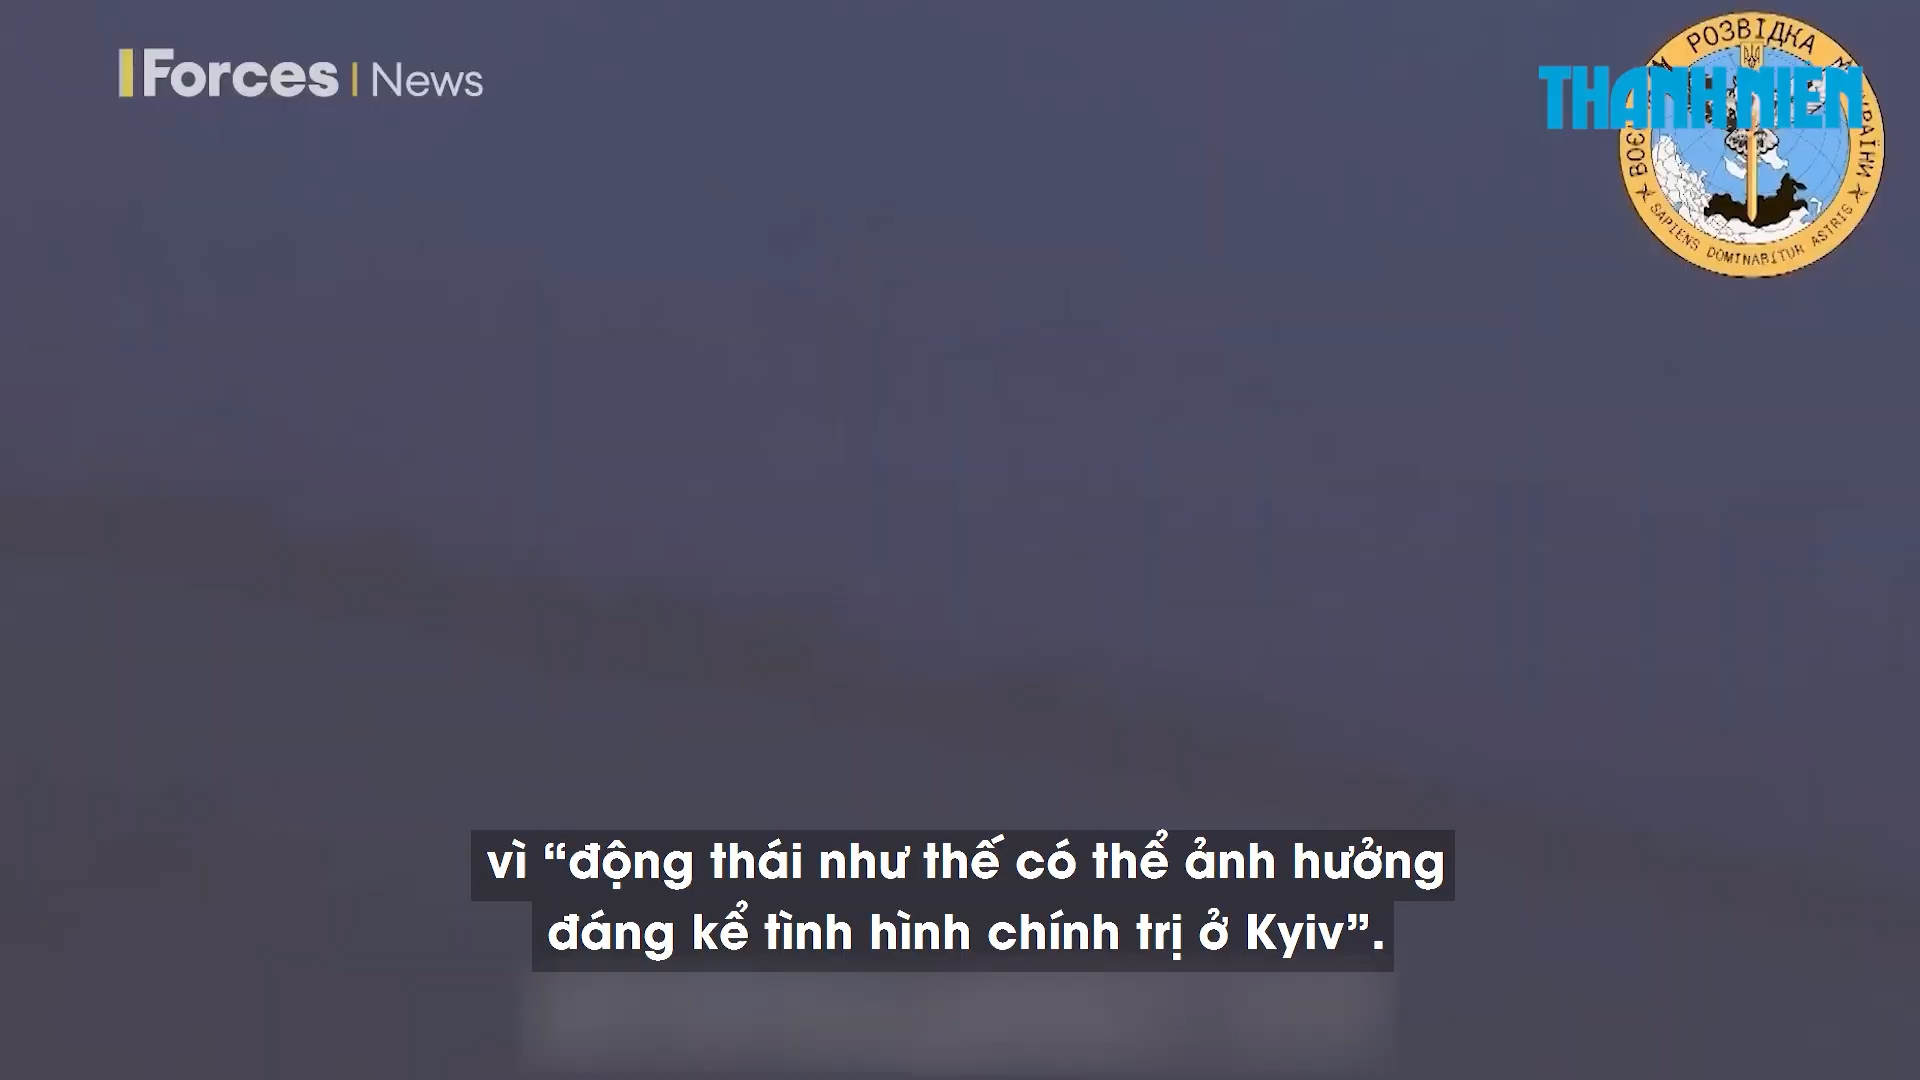 Forces | News
THANH NIÊN
РОЗВІДКА
SAPIENS DOMINABITUR ASTRIS
vì “động thái như thế có thể ảnh hưởng
đáng kể tình hình chính trị ở Kyiv”.